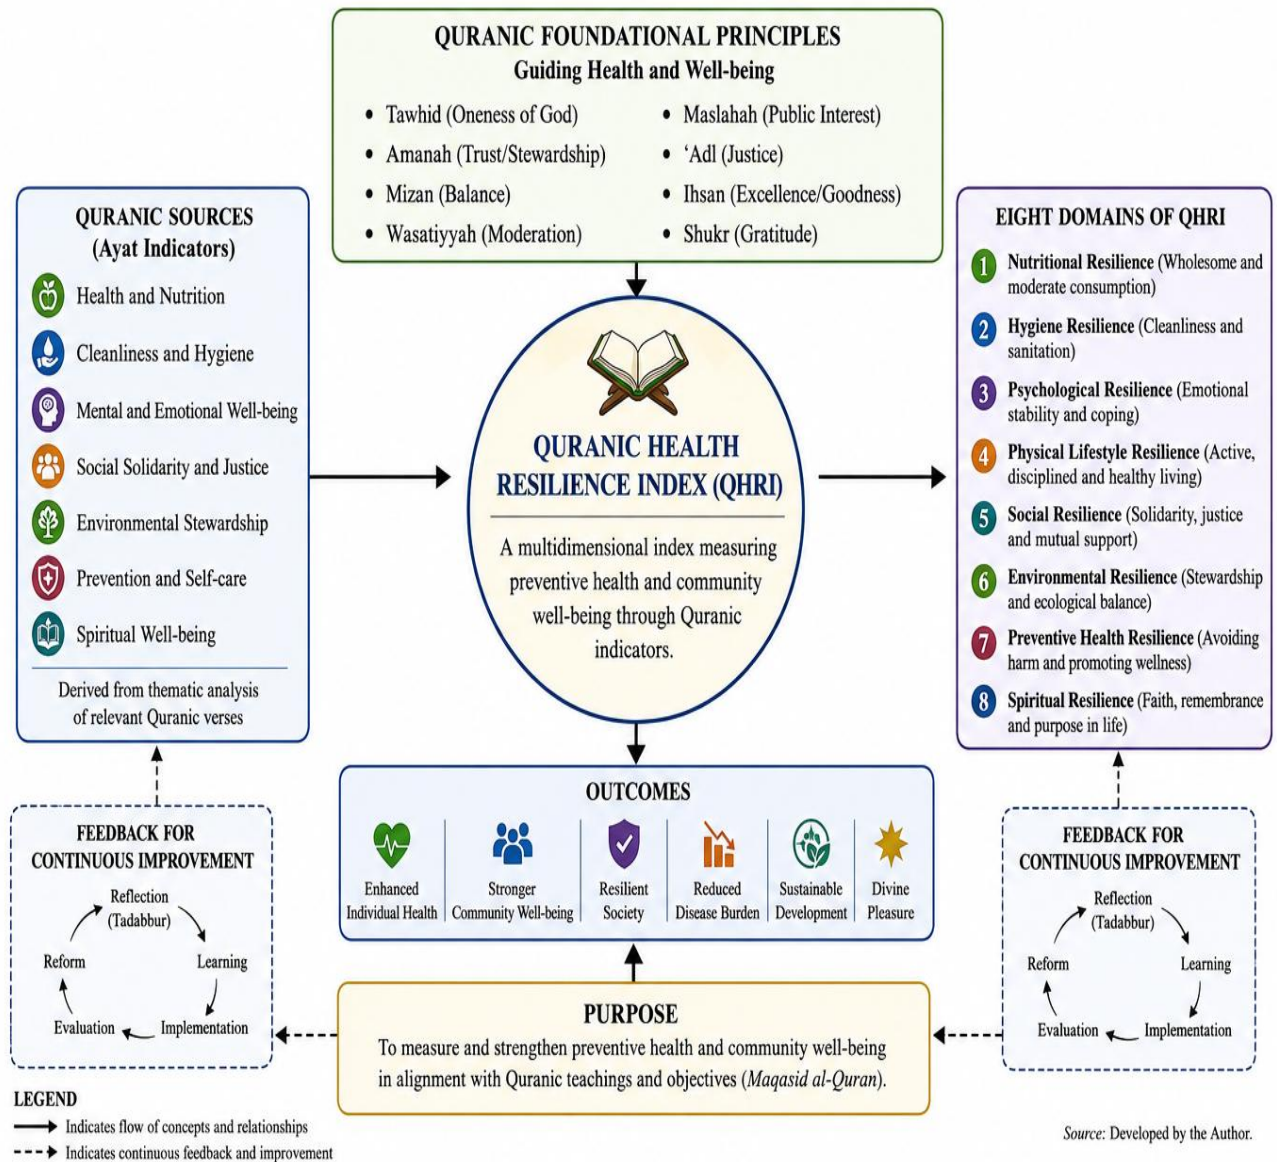 QURANIC FOUNDATIONAL PRINCIPLES
Guiding Health and Well-being
• Tawhid (Oneness of God)
• Amanah (Trust/Stewardship)
• Mizan (Balance)
• Wasatiyyah (Moderation)
• Maslahah (Public Interest)
• ‘Adl (Justice)
• Ihsan (Excellence/Goodness)
• Shukr (Gratitude)
QURANIC SOURCES
(Ayat Indicators)
Health and Nutrition
Cleanliness and Hygiene
Mental and Emotional Well-being
Social Solidarity and Justice
Environmental Stewardship
Prevention and Self-care
Spiritual Well-being
Derived from thematic analysis
of relevant Quranic verses
QURANIC HEALTH
RESILIENCE INDEX (QHRI)
A multidimensional index measuring
preventive health and community
well-being through Quranic
indicators.
EIGHT DOMAINS OF QHRI
1 Nutritional Resilience (Wholesome and
moderate consumption)
2 Hygiene Resilience (Cleanliness and
sanitation)
3 Psychological Resilience (Emotional
stability and coping)
4 Physical Lifestyle Resilience (Active,
disciplined and healthy living)
5 Social Resilience (Solidarity, justice
and mutual support)
6 Environmental Resilience (Stewardship
and ecological balance)
7 Preventive Health Resilience (Avoiding
harm and promoting wellness)
8 Spiritual Resilience (Faith, remembrance
and purpose in life)
OUTCOMES
Enhanced
Individual Health
Stronger
Community Well-being
Resilient
Society
Reduced
Disease Burden
Sustainable
Development
Divine
Pleasure
FEEDBACK FOR
CONTINUOUS IMPROVEMENT
Reflection
(Tadabbur)
Learning
Implementation
Evaluation
Reform
PURPOSE
To measure and strengthen preventive health and community well-being
in alignment with Quranic teachings and objectives (Maqasid al-Quran).
FEEDBACK FOR
CONTINUOUS IMPROVEMENT
Reflection
(Tadabbur)
Learning
Implementation
Evaluation
Reform
LEGEND
Indicates flow of concepts and relationships
Indicates continuous feedback and improvement
Source: Developed by the Author.